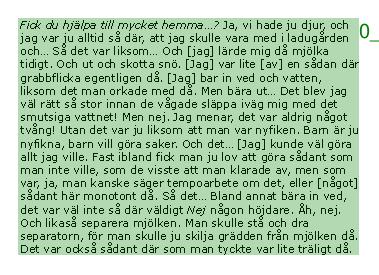 Fick du hjälpa till mycket hemma…? Ja, vi hade ju djur, och
jag var ju alltid så där, att jag skulle vara med i ladugården
och… Så det var liksom… Och [jag] lärde mig då mjölka
tidigt. Och ut och skotta snö. [Jag] var lite [av] en sådan där
grabbflicka egentligen då. [Jag] bar in ved och vatten,
liksom det man orkade med då. Men bära ut… Det blev jag
väl rätt så stor innan de vågade släppa iväg mig med det
smutsiga vattnet! Men nej. Jag menar, det var aldrig något
tvång! Utan det var ju liksom att man var nyfiken. Barn är ju
nyfikna, barn vill göra saker. Och det… [Jag] kunde väl göra
allt jag ville. Fast ibland fick man ju lov att göra sådant som
man inte ville, som de visste att man klarade av, men som
var, ja, man kanske säger tempoarbete om det, eller [något]
sådant här monotont då. Så det… Bland annat bära in ved,
det var väl inte så där väldigt Nej någon höjdare. Åh, nej.
Och likaså separera mjölken. Man skulle stå och dra
separatorn, för man skulle ju skilja grädden från mjölken då.
Det var också sådant där som man tyckte var lite träligt då.
0_